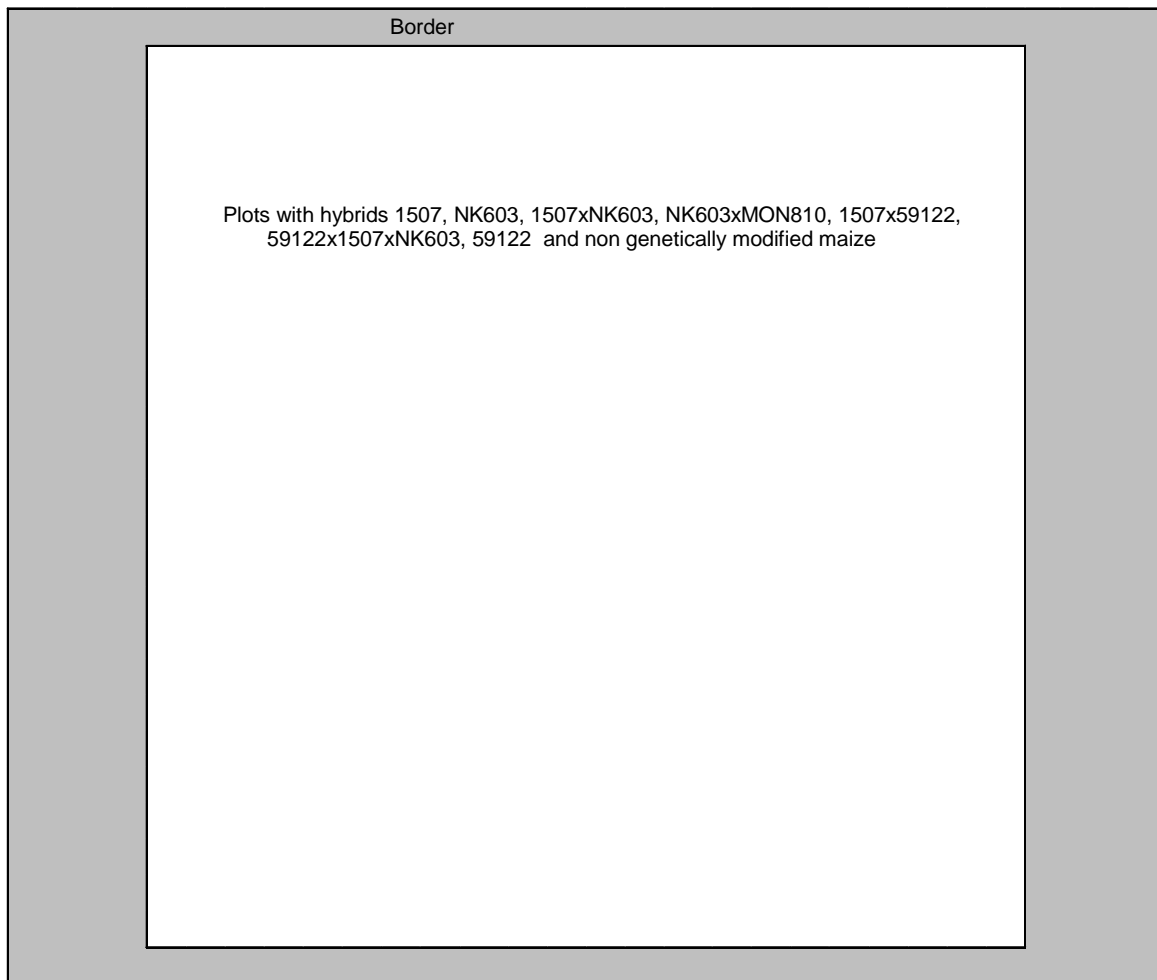 Border
Plots with hybrids 1507, NK603, 1507xNK603, NK603xMON810, 1507x59122,
59122x1507xNK603, 59122 and non genetically modified maize